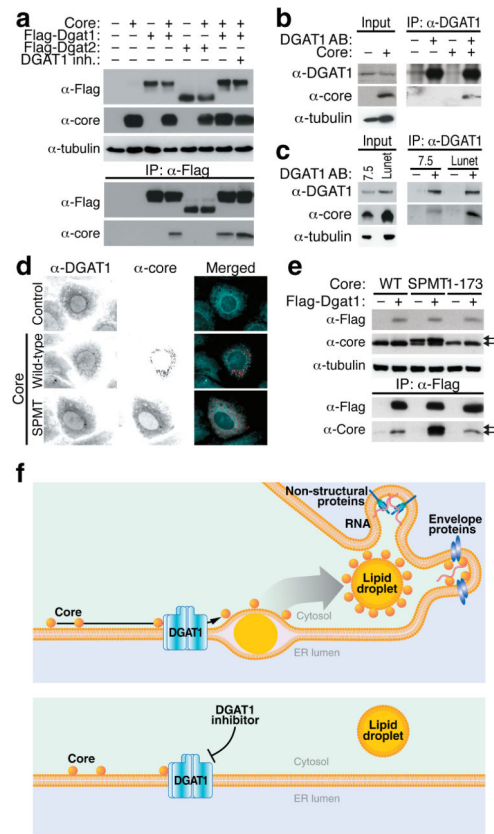 a
Core: – + – + – + + +
Flag-Dgat1: – – + + – – + +
Flag-Dgat2: – – – – + + – –
DGAT1 inh.: – – – – – – – +
α-Flag
α-core
α-tubulin
IP: α-Flag
α-Flag
α-core
b
Input IP: α-DGAT1
DGAT1 AB: – + – +
Core: – + – – + +
α-DGAT1
α-core
α-tubulin
c
Input IP: α-DGAT1
7.5 Lunet 7.5 Lunet
DGAT1 AB: – + – +
α-DGAT1
α-core
α-tubulin
d
α-DGAT1 α-core Merged
Control
Core
Wild-type
SPMT
e
Core: WT SPMT 1-173
Flag-Dgat1: – + – + – +
α-Flag
α-core
α-tubulin
IP: α-Flag
α-Flag
α-Core
f
Non-structural
proteins
RNA
Envelope
proteins
Lipid
droplet
Core
DGAT1
Cytosol
ER lumen
DGAT1
inhibitor
Lipid
droplet
Cytosol
Core
DGAT1
ER lumen